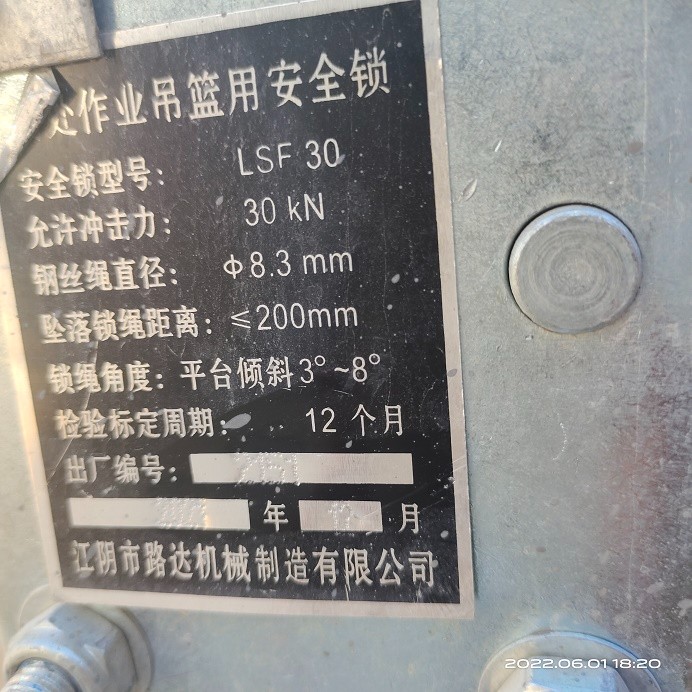 处作业吊篮用安全锁
安全锁型号: LSF 30
允许冲击力: 30 kN
钢丝绳直径: Φ8.3 mm
坠落锁绳距离: ≤200mm
锁绳角度: 平台倾斜3°~8°
检验标定周期: 12 个月
出厂编号:
年 月
江阴市路达机械制造有限公司
2022.06.01 18:20